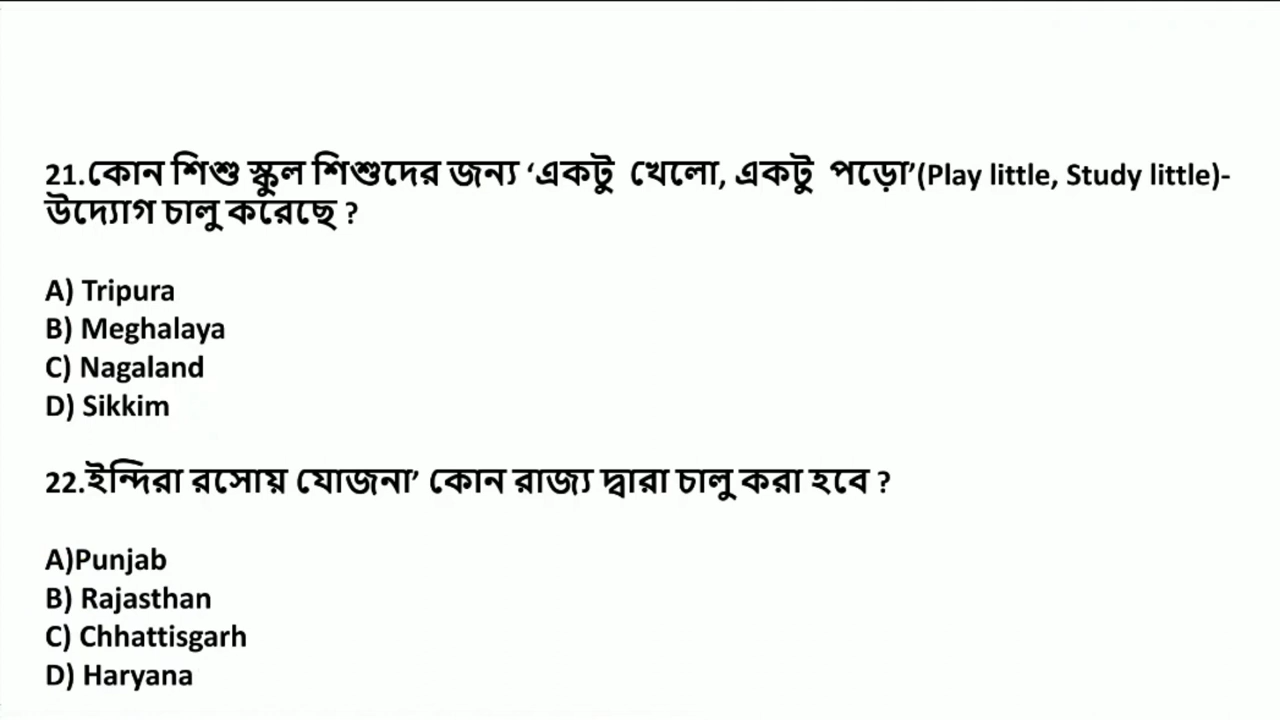 21.কোন শিশু স্কুল শিশুদের জন্য ‘একটু খেলো, একটু পড়ো’(Play little, Study little)-
উদ্যোগ চালু করেছে ?
A) Tripura
B) Meghalaya
C) Nagaland
D) Sikkim
22.ইন্দিরা রসোয় যোজনা’ কোন রাজ্য দ্বারা চালু করা হবে ?
A)Punjab
B) Rajasthan
C) Chhattisgarh
D) Haryana